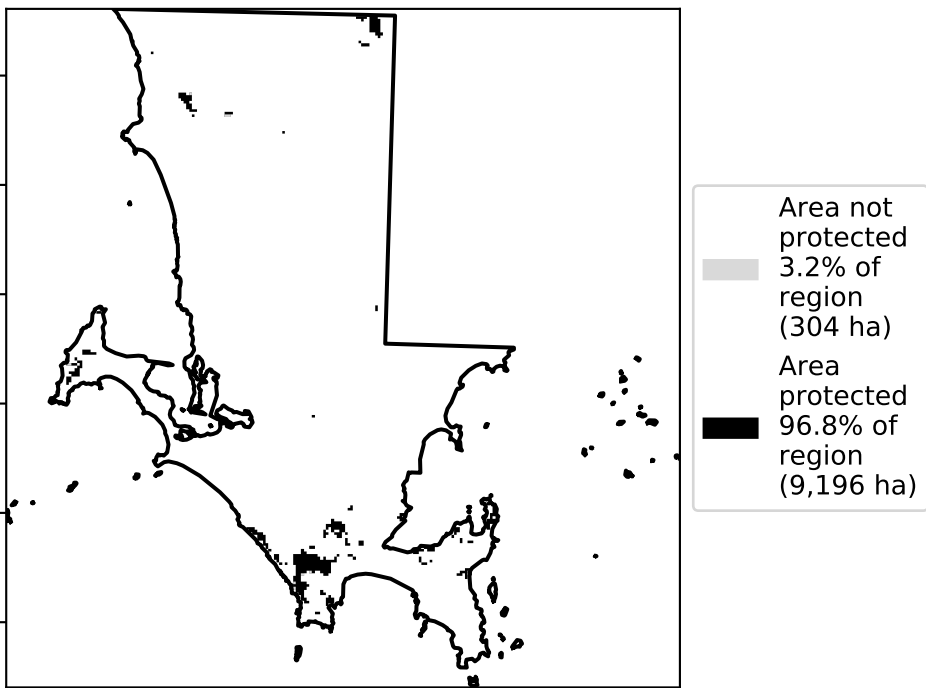 Area not
protected
3.2% of
region
(304 ha)
Area
protected
96.8% of
region
(9,196 ha)